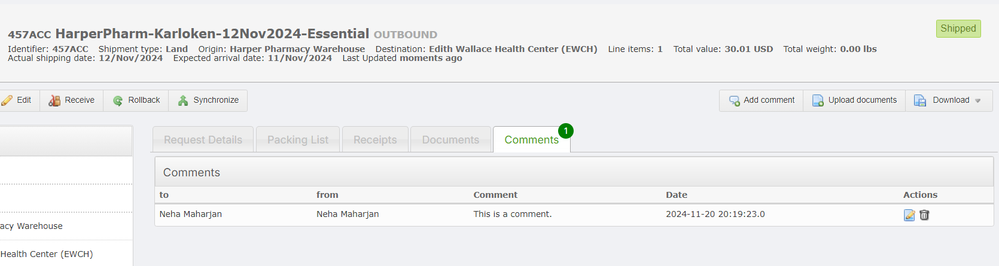 457ACC HarperPharm-Karloken-12Nov2024-Essential OUTBOUND
Shipped
Identifier: 457ACC Shipment type: Land Origin: Harper Pharmacy Warehouse Destination: Edith Wallace Health Center (EWCH) Line items: 1 Total value: 30.01 USD Total weight: 0.00 lbs
Actual shipping date: 12/Nov/2024 Expected arrival date: 11/Nov/2024 Last Updated moments ago
Edit Receive Rollback Synchronize Add comment Upload documents Download
Request Details Packing List Receipts Documents Comments 1
Comments
to from Comment Date Actions
Neha Maharjan Neha Maharjan This is a comment. 2024-11-20 20:19:23.0
acy Warehouse
Health Center (EWCH)